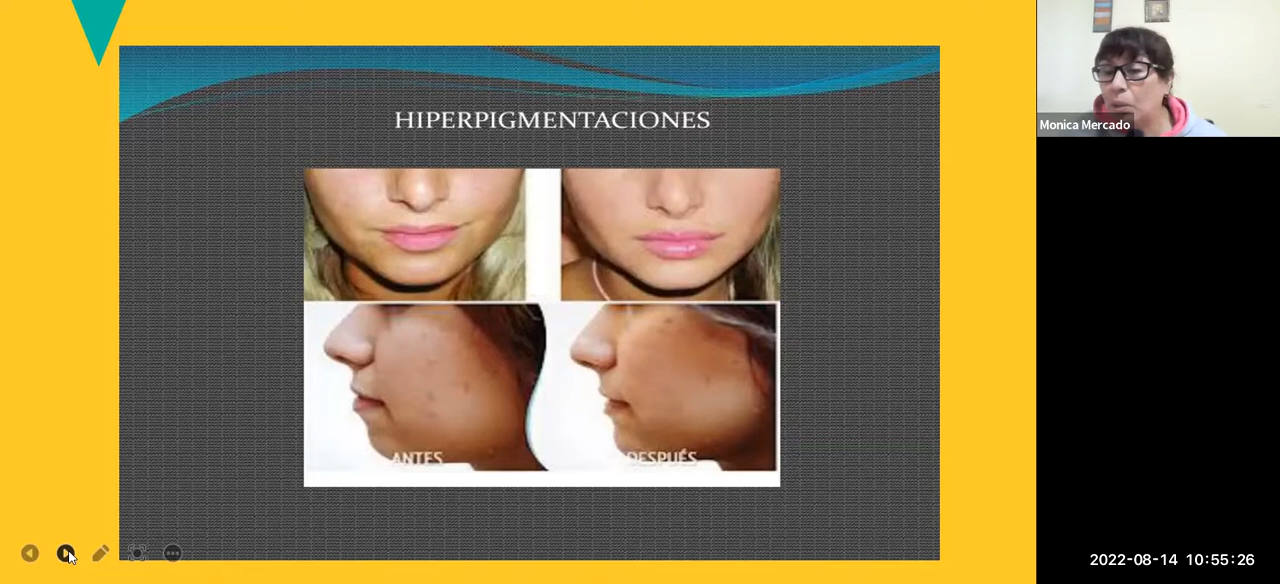 HIPERPIGMENTACIONES
ANTES
DESPUÉS
Monica Mercado
2022-08-14 10:55:26